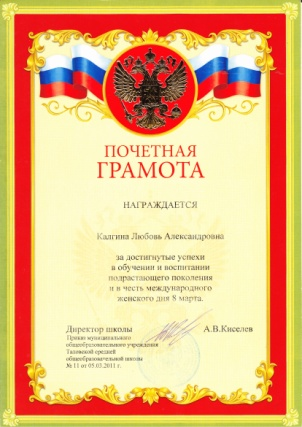 ПОЧЕТНАЯ
ГРАМОТА
НАГРАЖДАЕТСЯ
Калгина Любовь Александровна
за достигнутые успехи
в обучении и воспитании
подрастающего поколения
и в честь международного
женского дня 8 марта.
Директор школы А.В.Киселев
Приказ муниципального
общеобразовательного учреждения
Таловской средней
общеобразовательной школы
№ 11 от 05.03.2011 г.